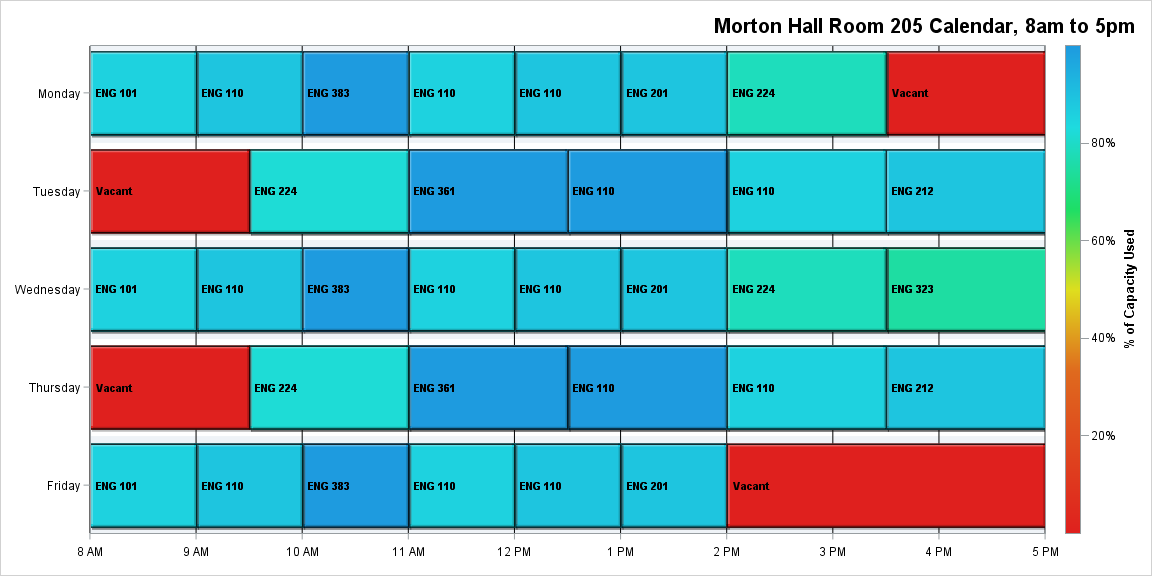 Morton Hall Room 205 Calendar, 8am to 5pm
Monday ENG 101 ENG 110 ENG 383 ENG 110 ENG 110 ENG 201 ENG 224 Vacant
Tuesday Vacant ENG 224 ENG 361 ENG 110 ENG 110 ENG 212
Wednesday ENG 101 ENG 110 ENG 383 ENG 110 ENG 110 ENG 201 ENG 224 ENG 323
Thursday Vacant ENG 224 ENG 361 ENG 110 ENG 110 ENG 212
Friday ENG 101 ENG 110 ENG 383 ENG 110 ENG 110 ENG 201 Vacant
8 AM 9 AM 10 AM 11 AM 12 PM 1 PM 2 PM 3 PM 4 PM 5 PM
80%
60%
40%
20%
% of Capacity Used